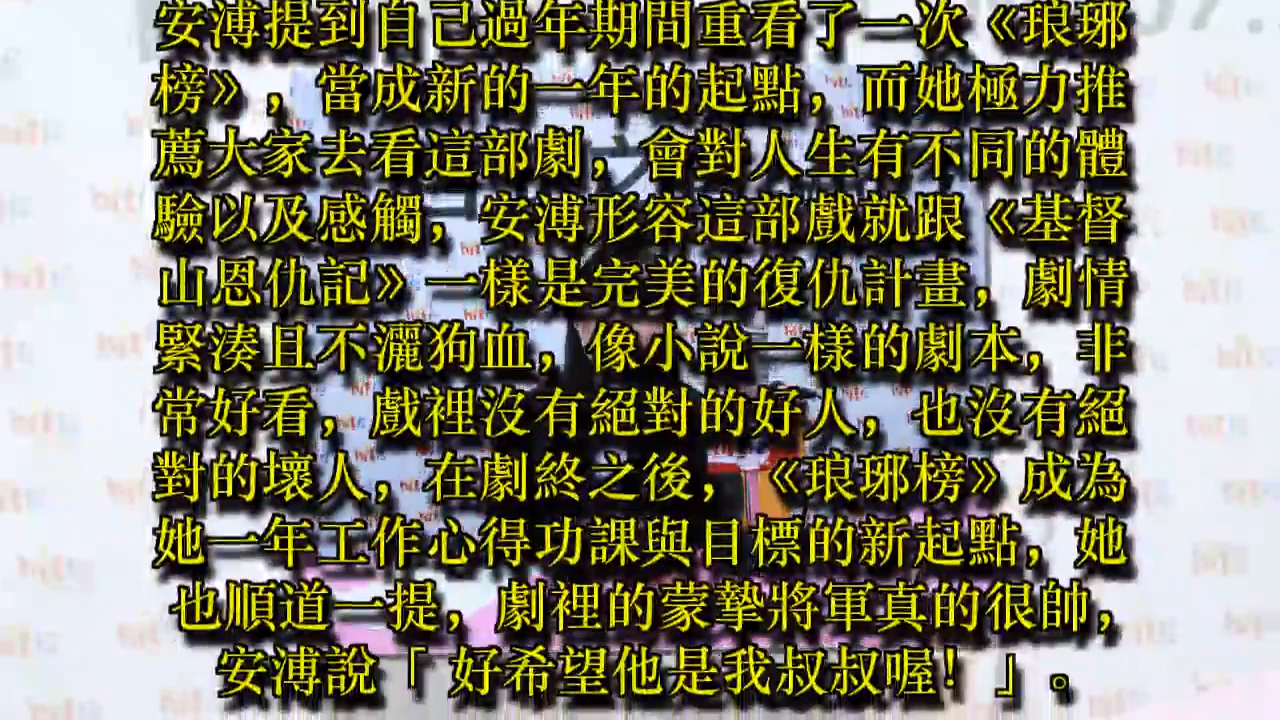 安溥提到自己過年期間重看了一次《琅琊
榜》，當成新的一年的起點，而她極力推
薦大家去看這部劇，會對人生有不同的體
驗以及感觸，安溥形容這部戲就跟《基督
山恩仇記》一樣是完美的復仇計畫，劇情
緊湊且不灑狗血，像小說一樣的劇本，非
常好看，戲裡沒有絕對的好人，也沒有絕
對的壞人，在劇終之後，《琅琊榜》成為
她一年工作心得功課與目標的新起點，她
也順道一提，劇裡的蒙摯將軍真的很帥，
安溥說「 好希望他是我叔叔喔！ 」。